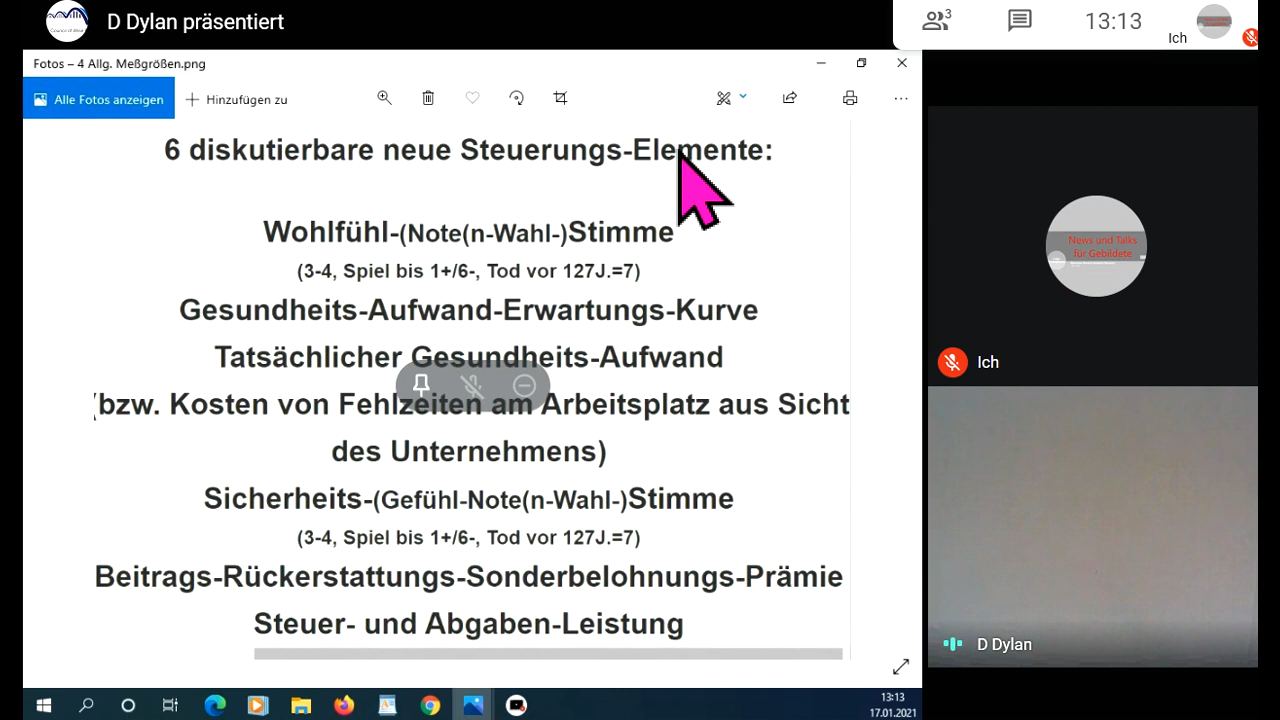 D Dylan präsentiert
3
13:13
Ich
Fotos – 4 Allg. Meßgrößen.png
Alle Fotos anzeigen
Hinzufügen zu
6 diskutierbare neue Steuerungs-Elemente:
Wohlfühl-(Note(n-Wahl-)Stimme
(3-4, Spiel bis 1+/6-, Tod vor 127J.=7)
Gesundheits-Aufwand-Erwartungs-Kurve
Tatsächlicher Gesundheits-Aufwand
(bzw. Kosten von Fehlzeiten am Arbeitsplatz aus Sicht
des Unternehmens)
Sicherheits-(Gefühl-Note(n-Wahl-)Stimme
(3-4, Spiel bis 1+/6-, Tod vor 127J.=7)
Beitrags-Rückerstattungs-Sonderbelohnungs-Prämie
Steuer- und Abgaben-Leistung
News und Talks
für Gebildete
Ich
D Dylan
13:13
17.01.2021